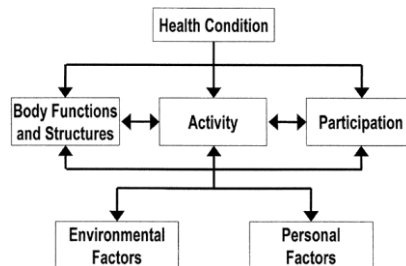 Health Condition
Body Functions
and Structures
Activity
Participation
Environmental
Factors
Personal
Factors